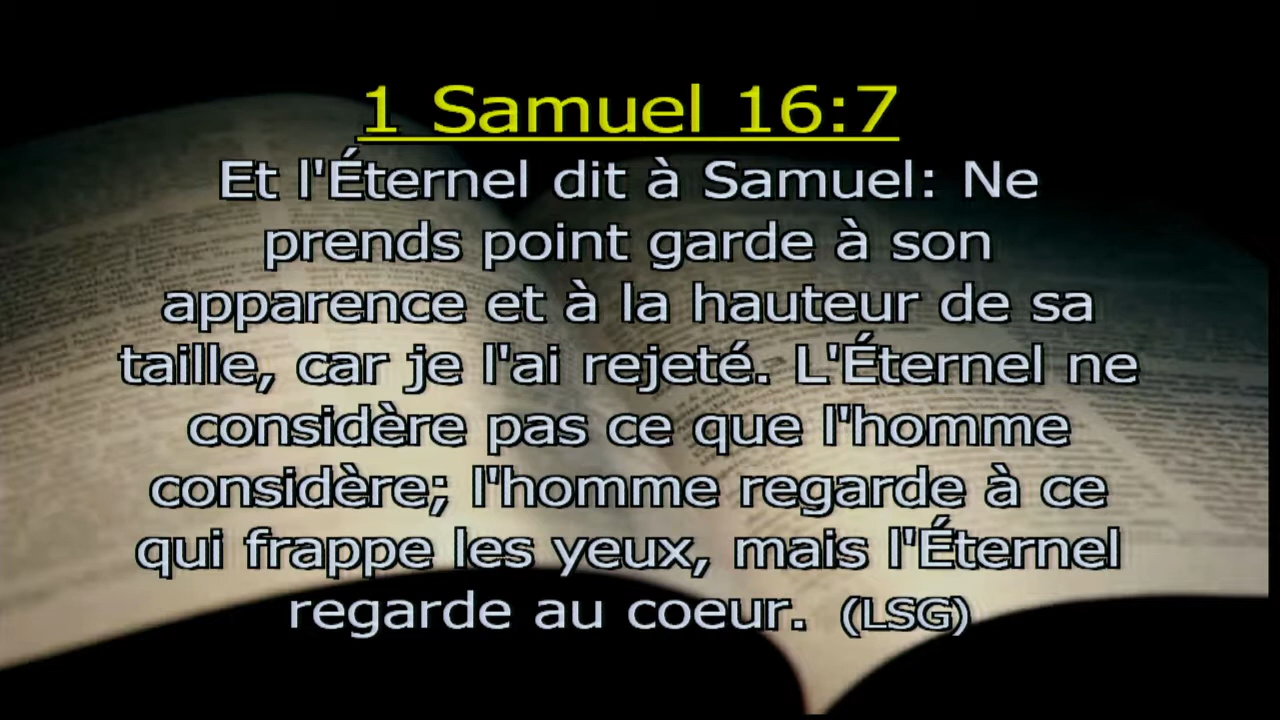 1 Samuel 16:7
Et l'Éternel dit à Samuel: Ne
prends point garde à son
apparence et à la hauteur de sa
taille, car je l'ai rejeté. L'Éternel ne
considère pas ce que l'homme
considère; l'homme regarde à ce
qui frappe les yeux, mais l'Éternel
regarde au coeur. (LSG)